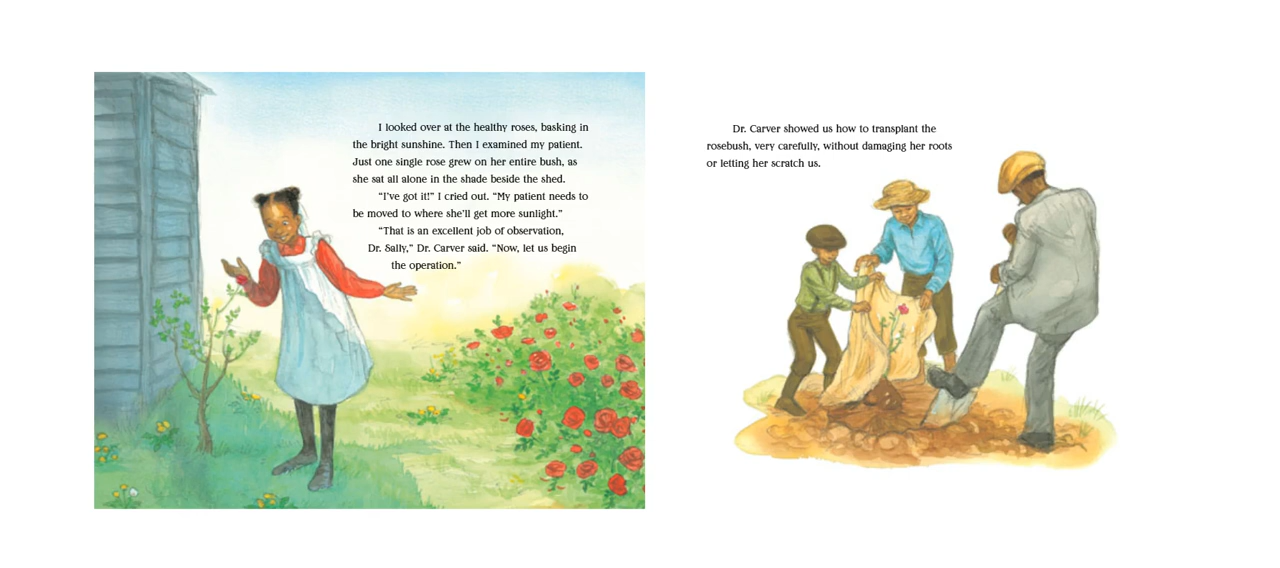 I looked over at the healthy roses, basking in
the bright sunshine. Then I examined my patient.
Just one single rose grew on her entire bush, as
she sat all alone in the shade beside the shed.
“I’ve got it!” I cried out. “My patient needs to
be moved to where she’ll get more sunlight.”
“That is an excellent job of observation,
Dr. Sally,” Dr. Carver said. “Now, let us begin
the operation.”
Dr. Carver showed us how to transplant the
rosebush, very carefully, without damaging her roots
or letting her scratch us.